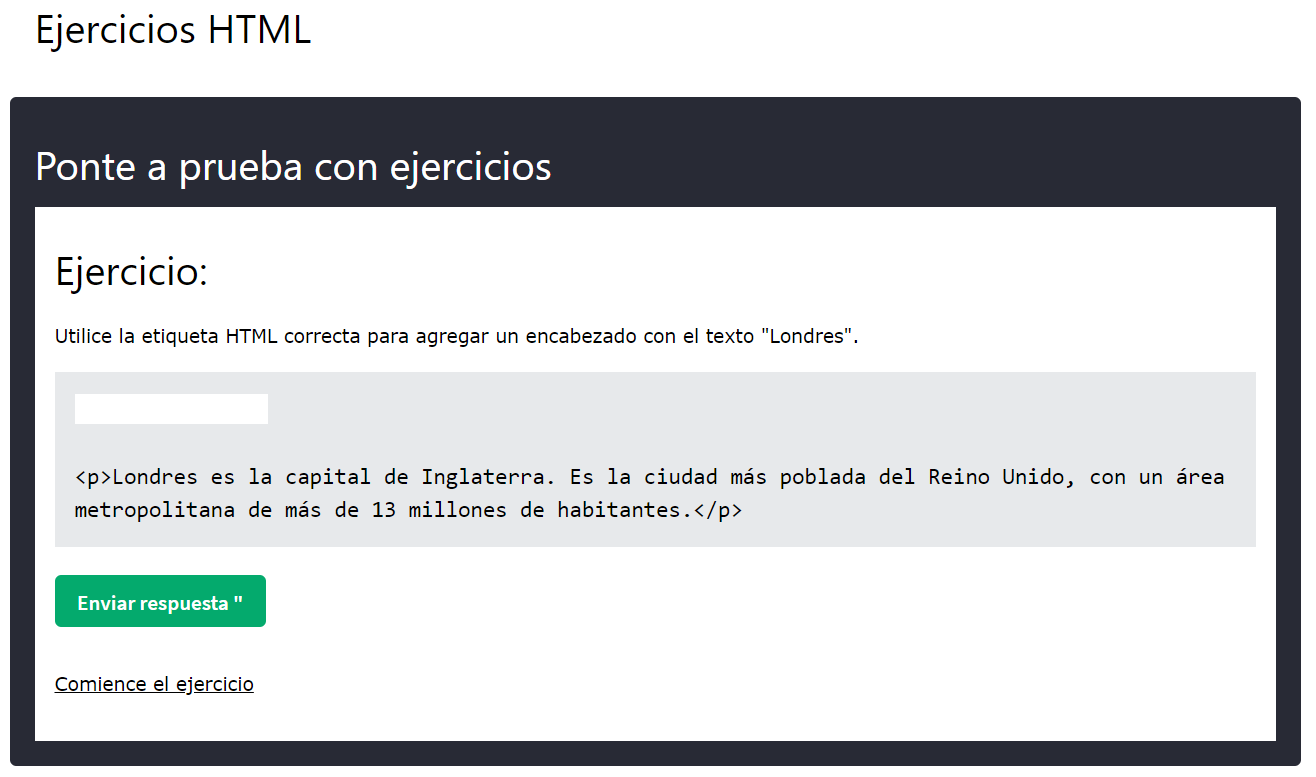 Ejercicios HTML
Ponte a prueba con ejercicios
Ejercicio:
Utilice la etiqueta HTML correcta para agregar un encabezado con el texto "Londres".
<p>Londres es la capital de Inglaterra. Es la ciudad más poblada del Reino Unido, con un área
metropolitana de más de 13 millones de habitantes.</p>
Enviar respuesta "
Comience el ejercicio